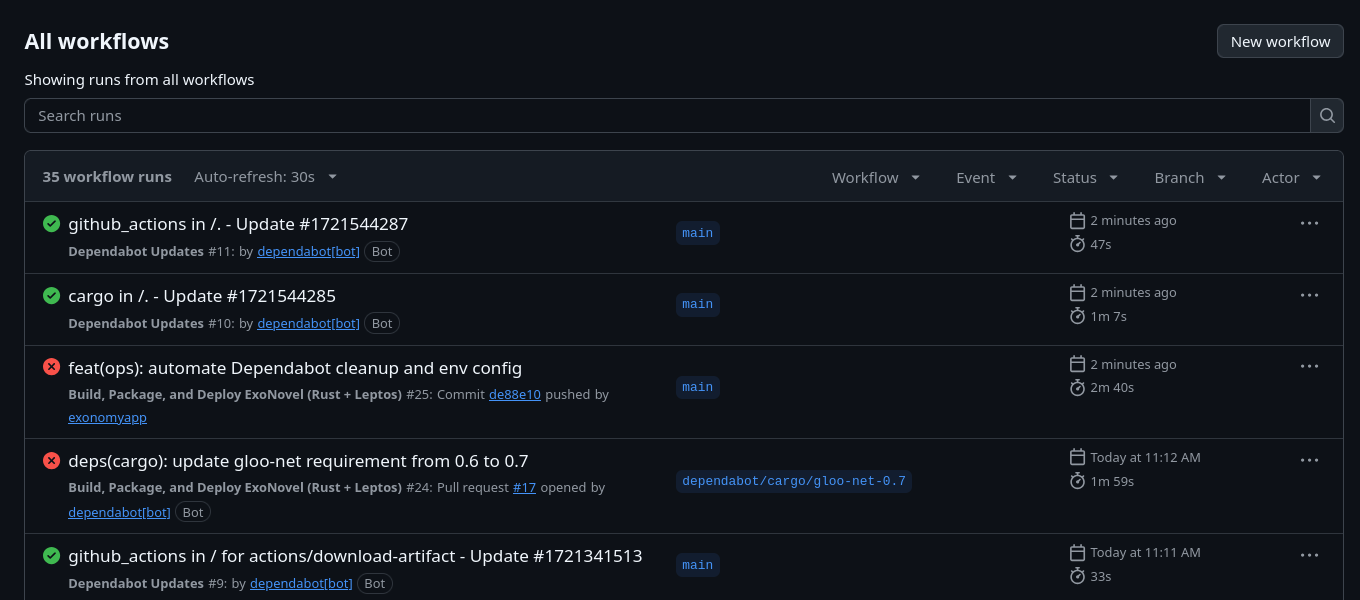 All workflows
New workflow
Showing runs from all workflows
Search runs
35 workflow runs Auto-refresh: 30s Workflow Event Status Branch Actor
github_actions in /. - Update #1721544287
Dependabot Updates #11: by dependabot[bot] Bot
main
2 minutes ago
47s
cargo in /. - Update #1721544285
Dependabot Updates #10: by dependabot[bot] Bot
main
2 minutes ago
1m 7s
feat(ops): automate Dependabot cleanup and env config
Build, Package, and Deploy ExoNovel (Rust + Leptos) #25: Commit de88e10 pushed by
exonomyapp
main
2 minutes ago
2m 40s
deps(cargo): update gloo-net requirement from 0.6 to 0.7
Build, Package, and Deploy ExoNovel (Rust + Leptos) #24: Pull request #17 opened by
dependabot[bot] Bot
dependabot/cargo/gloo-net-0.7
Today at 11:12 AM
1m 59s
github_actions in / for actions/download-artifact - Update #1721341513
Dependabot Updates #9: by dependabot[bot] Bot
main
Today at 11:11 AM
33s